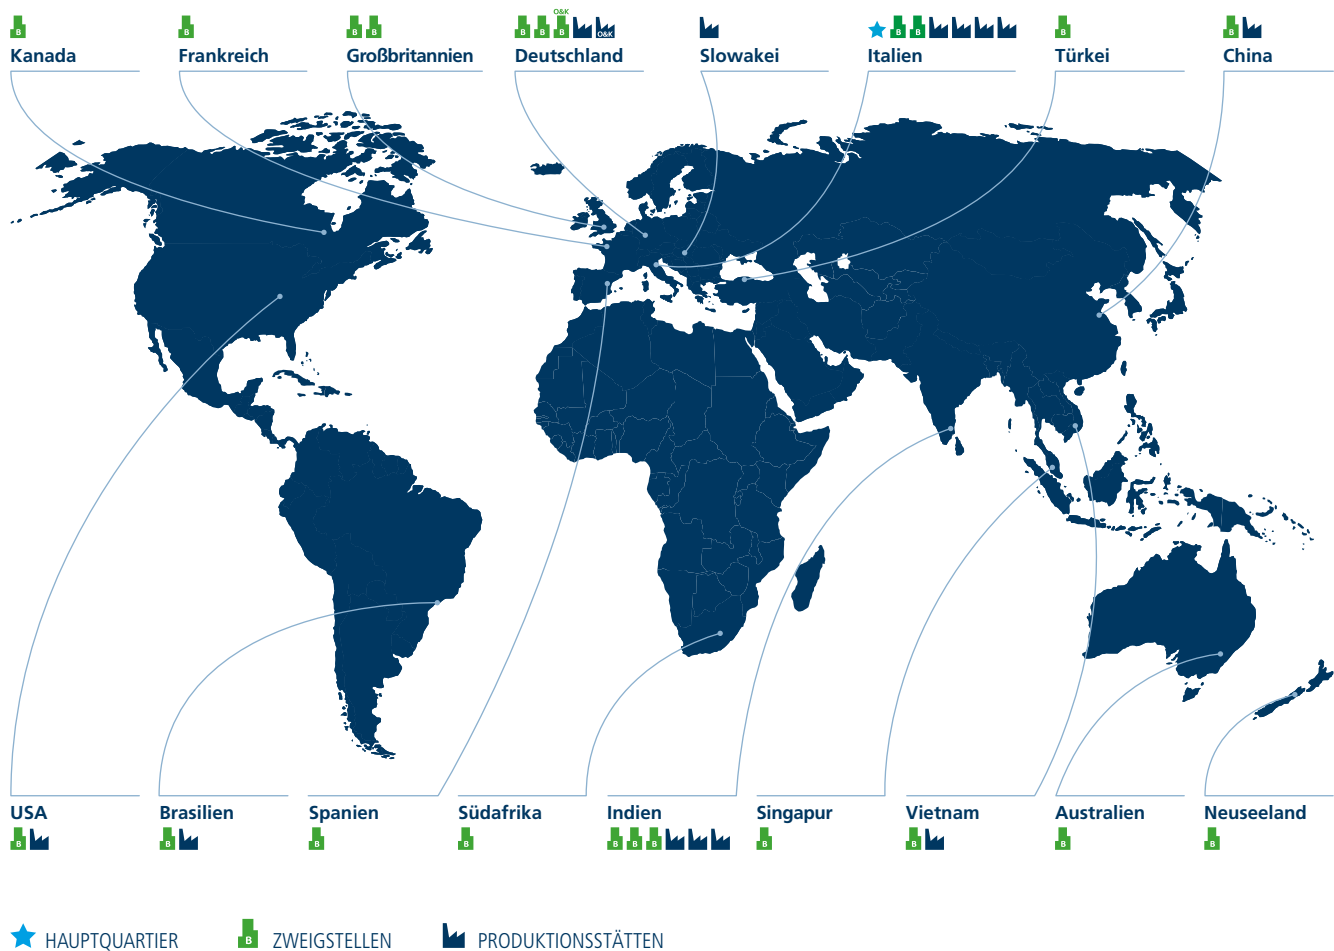 O&K
B B B B B B B B B B B
O&K
Kanada Frankreich Großbritannien Deutschland Slowakei Italien Türkei China
USA Brasilien Spanien Südafrika Indien Singapur Vietnam Australien Neuseeland
B B B B B B B B B B B
B
HAUPTQUARTIER ZWEIGSTELLEN PRODUKTIONSSTÄTTEN